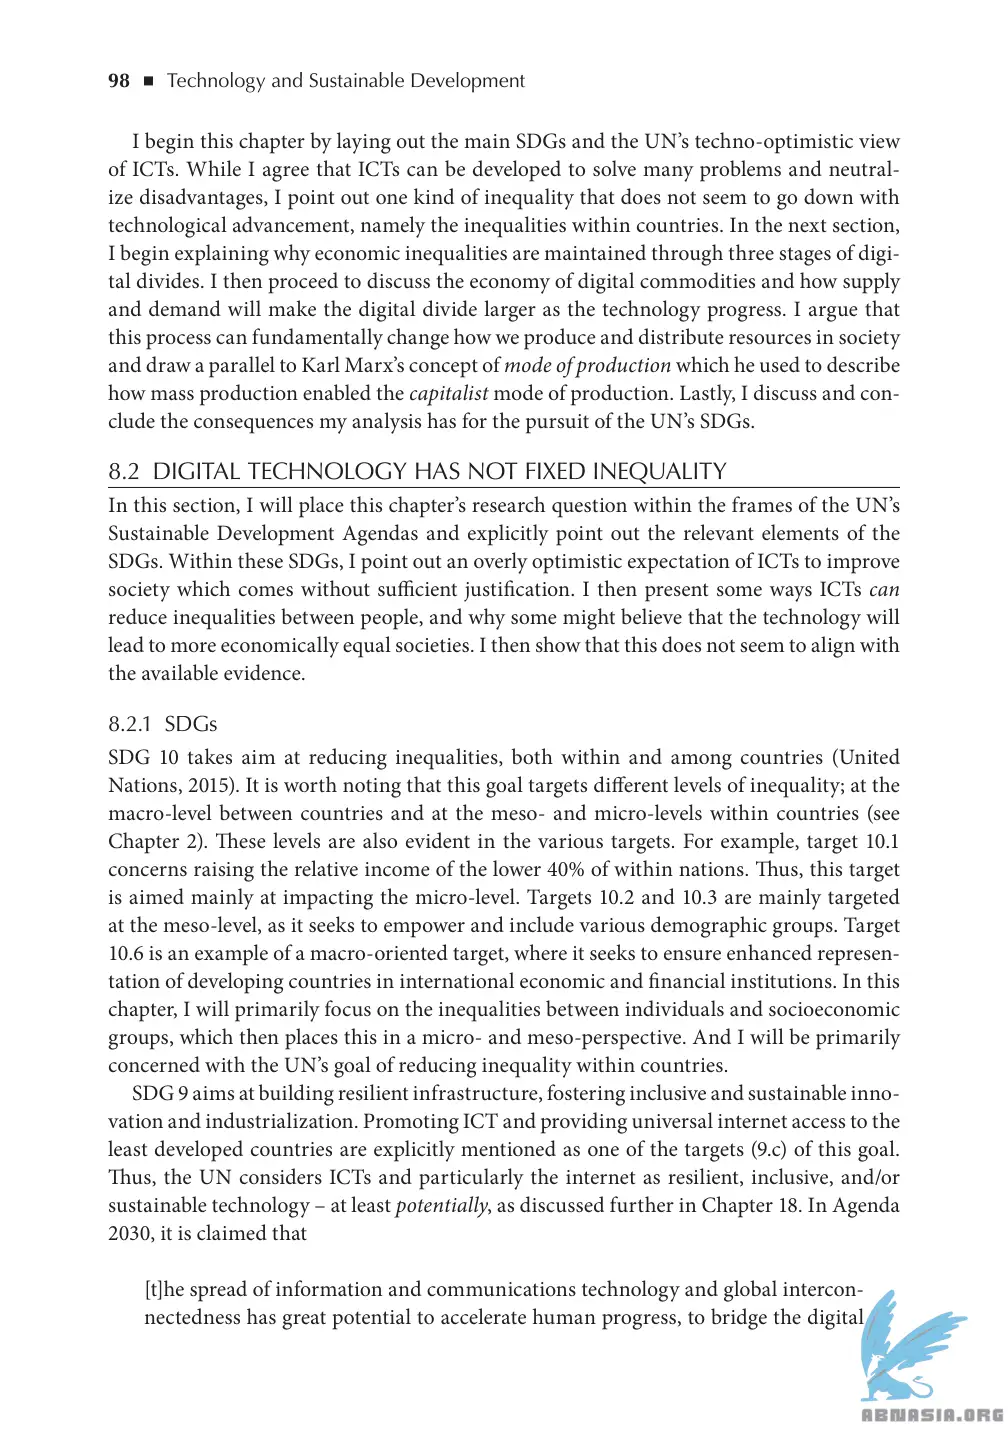 98 ■ Technology and Sustainable Development
I begin this chapter by laying out the main SDGs and the UN’s techno-optimistic view
of ICTs. While I agree that ICTs can be developed to solve many problems and neutral-
ize disadvantages, I point out one kind of inequality that does not seem to go down with
technological advancement, namely the inequalities within countries. In the next section,
I begin explaining why economic inequalities are maintained through three stages of digi-
tal divides. I then proceed to discuss the economy of digital commodities and how supply
and demand will make the digital divide larger as the technology progress. I argue that
this process can fundamentally change how we produce and distribute resources in society
and draw a parallel to Karl Marx’s concept of mode of production which he used to describe
how mass production enabled the capitalist mode of production. Lastly, I discuss and con-
clude the consequences my analysis has for the pursuit of the UN’s SDGs.
8.2 DIGITAL TECHNOLOGY HAS NOT FIXED INEQUALITY
In this section, I will place this chapter’s research question within the frames of the UN’s
Sustainable Development Agendas and explicitly point out the relevant elements of the
SDGs. Within these SDGs, I point out an overly optimistic expectation of ICTs to improve
society which comes without sufficient justification. I then present some ways ICTs can
reduce inequalities between people, and why some might believe that the technology will
lead to more economically equal societies. I then show that this does not seem to align with
the available evidence.
8.2.1 SDGs
SDG 10 takes aim at reducing inequalities, both within and among countries (United
Nations, 2015). It is worth noting that this goal targets different levels of inequality; at the
macro-level between countries and at the meso- and micro-levels within countries (see
Chapter 2). These levels are also evident in the various targets. For example, target 10.1
concerns raising the relative income of the lower 40% of within nations. Thus, this target
is aimed mainly at impacting the micro-level. Targets 10.2 and 10.3 are mainly targeted
at the meso-level, as it seeks to empower and include various demographic groups. Target
10.6 is an example of a macro-oriented target, where it seeks to ensure enhanced represen-
tation of developing countries in international economic and financial institutions. In this
chapter, I will primarily focus on the inequalities between individuals and socioeconomic
groups, which then places this in a micro- and meso-perspective. And I will be primarily
concerned with the UN’s goal of reducing inequality within countries.
SDG 9 aims at building resilient infrastructure, fostering inclusive and sustainable inno-
vation and industrialization. Promoting ICT and providing universal internet access to the
least developed countries are explicitly mentioned as one of the targets (9.c) of this goal.
Thus, the UN considers ICTs and particularly the internet as resilient, inclusive, and/or
sustainable technology – at least potentially, as discussed further in Chapter 18. In Agenda
2030, it is claimed that
[t]he spread of information and communications technology and global intercon-
nectedness has great potential to accelerate human progress, to bridge the digital
ABNASIA.ORG